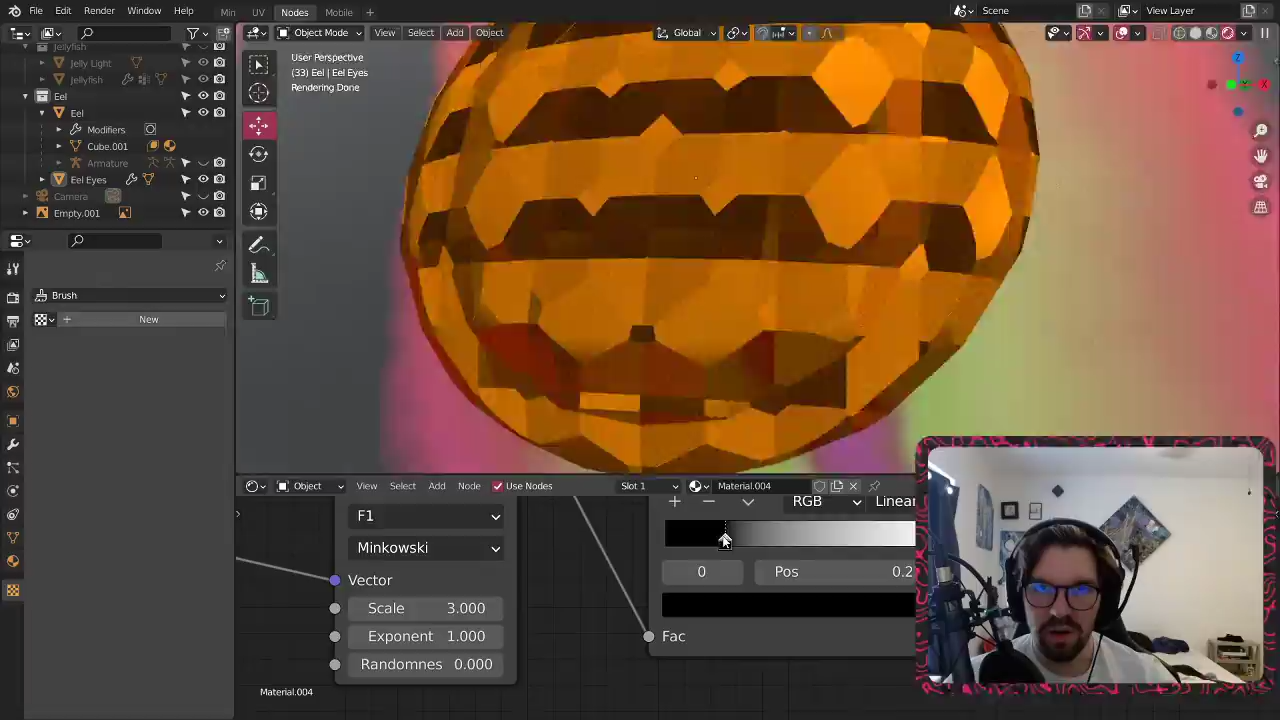 File Edit Render Window Help Min UV Nodes Mobile + Scene View Layer
Object Mode View Select Add Object Global
Jellyfish
Jelly Light
Jellyfish
Eel
Eel
Modifiers
Cube.001
Armature
Eel Eyes
Camera
Empty.001
Brush
+ New
User Perspective
(33) Eel | Eel Eyes
Rendering Done
Z
X
Object View Select Add Node Use Nodes Slot 1 Material.004
F1
Minkowski
Vector
Scale 3.000
Exponent 1.000
Randomnes 0.000
RGB Linear
0 Pos 0.2
Fac
Material.004